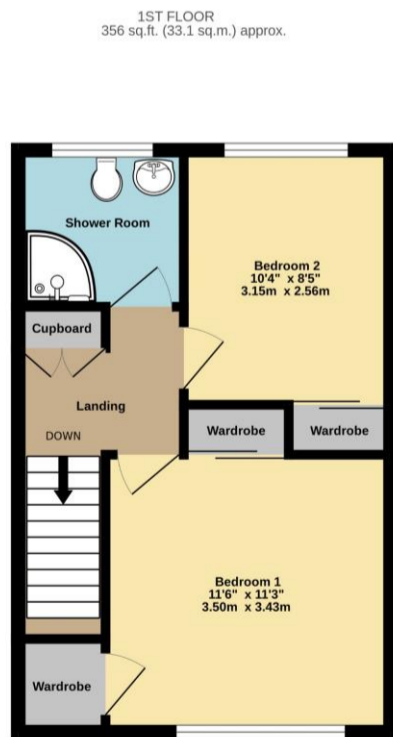 1ST FLOOR
356 sq.ft. (33.1 sq.m.) approx.
Shower Room
Bedroom 2
10'4" x 8'5"
3.15m x 2.56m
Cupboard
Landing
Wardrobe
Wardrobe
DOWN
Bedroom 1
11'6" x 11'3"
3.50m x 3.43m
Wardrobe